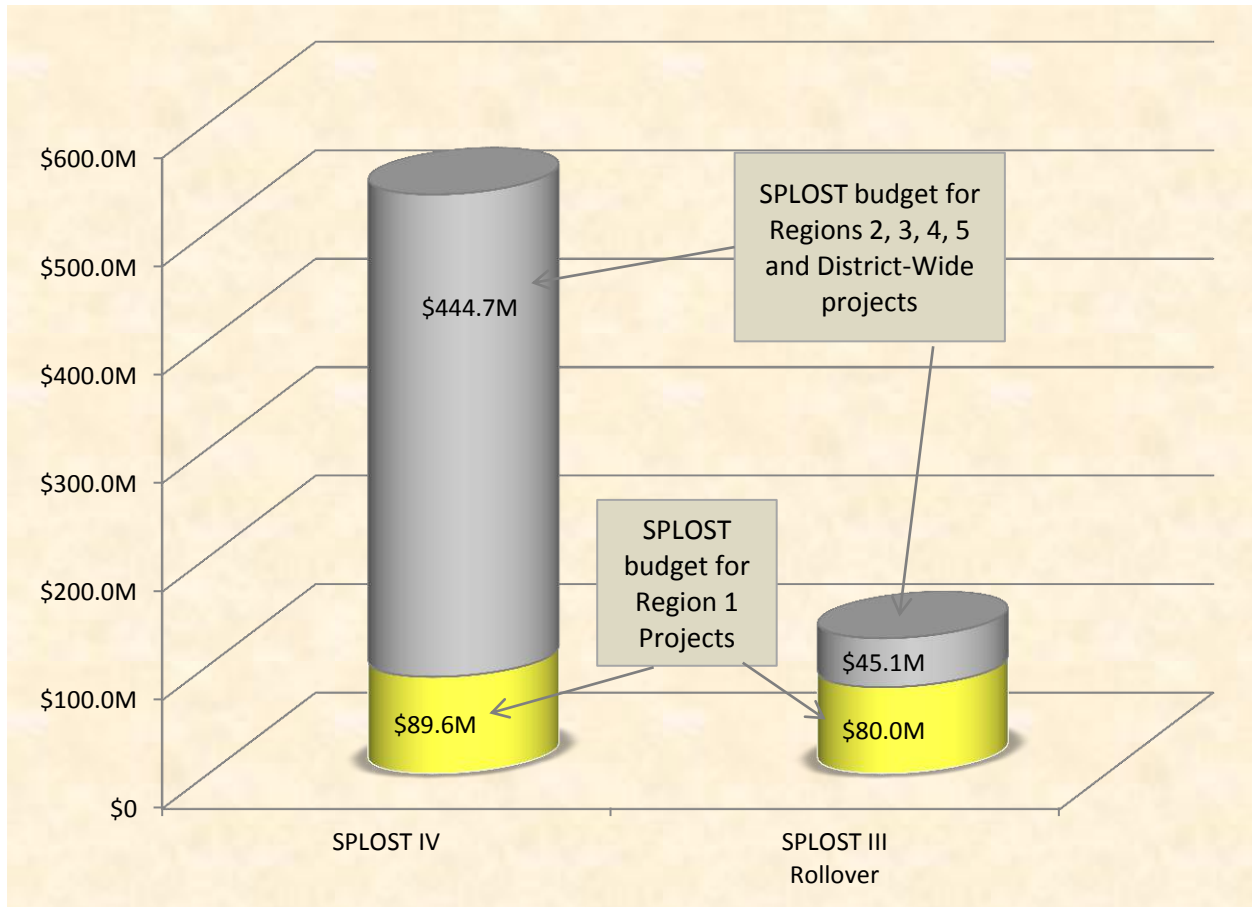 $600.0M
$500.0M
$400.0M
$300.0M
$200.0M
$100.0M
$0
SPLOST budget for
Regions 2, 3, 4, 5
and District-Wide
projects
$444.7M
SPLOST
budget for
Region 1
Projects
$45.1M
$89.6M
$80.0M
SPLOST IV
SPLOST III
Rollover